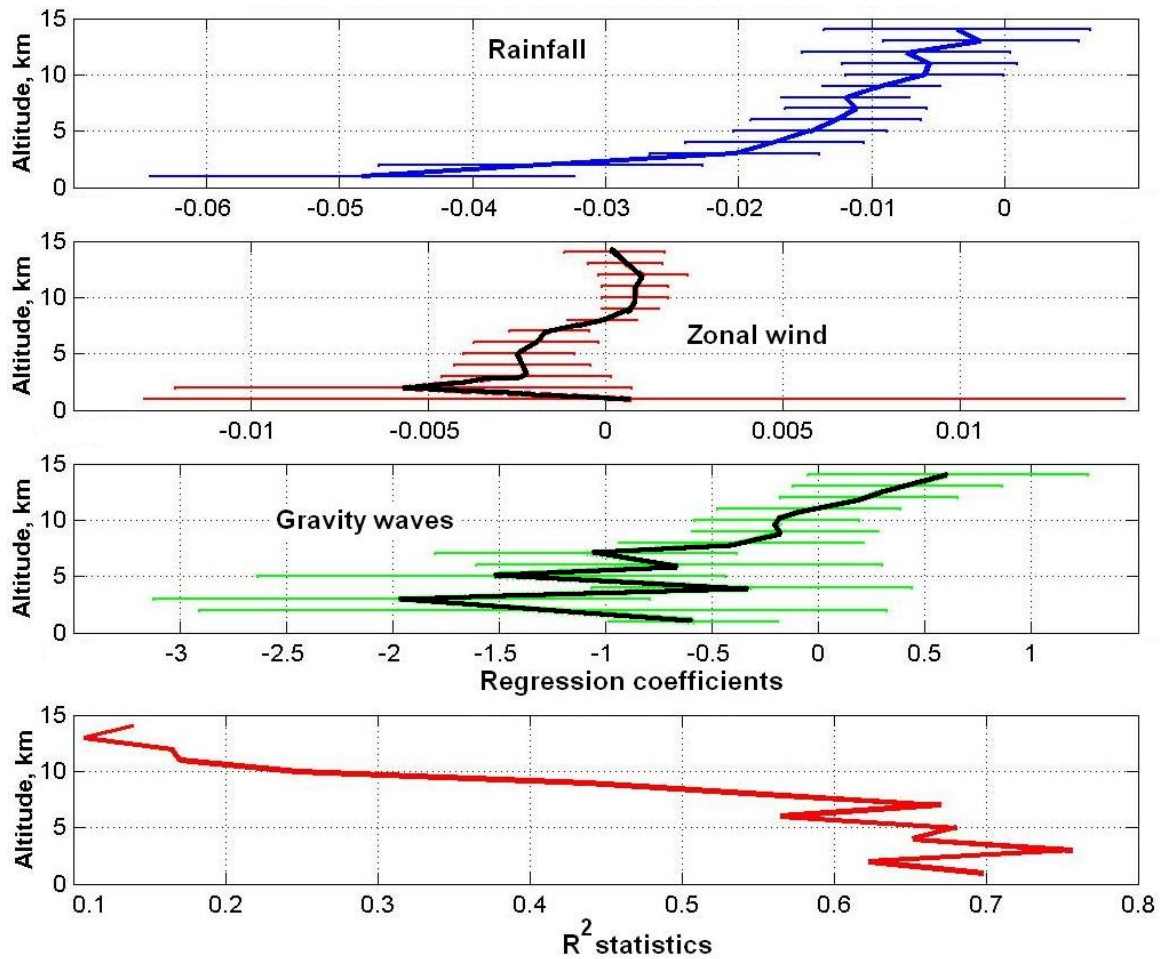 15
10
5
0
Altitude, km
Rainfall
-0.06 -0.05 -0.04 -0.03 -0.02 -0.01 0
15
10
5
0
Altitude, km
Zonal wind
-0.01 -0.005 0 0.005 0.01
15
10
5
0
Altitude, km
Gravity waves
-3 -2.5 -2 -1.5 -1 -0.5 0 0.5 1
Regression coefficients
15
10
5
0
Altitude, km
0.1 0.2 0.3 0.4 0.5 0.6 0.7 0.8
R² statistics